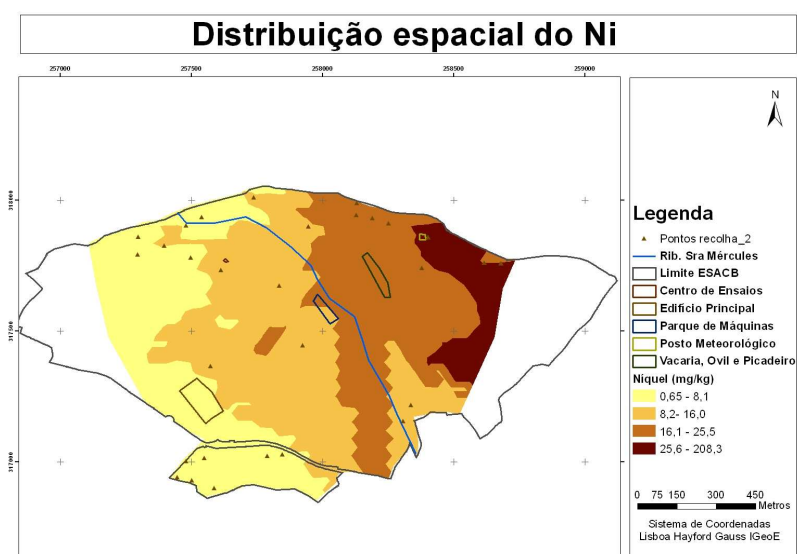 Distribuição espacial do Ni
257000 257500 258000 258500 259000
318000
317500
317000
318000
317500
317000
N
Legenda
Pontos recolha_2
Rib. Sra Mércules
Limite ESACB
Centro de Ensaios
Edifício Principal
Parque de Máquinas
Posto Meteorológico
Vacaria, Ovil e Picadeiro
Níquel (mg/kg)
0,65 - 8,1
8,2- 16,0
16,1 - 25,5
25,6 - 208,3
0 75 150 300 450
Metros
Sistema de Coordenadas
Lisboa Hayford Gauss IGeoE